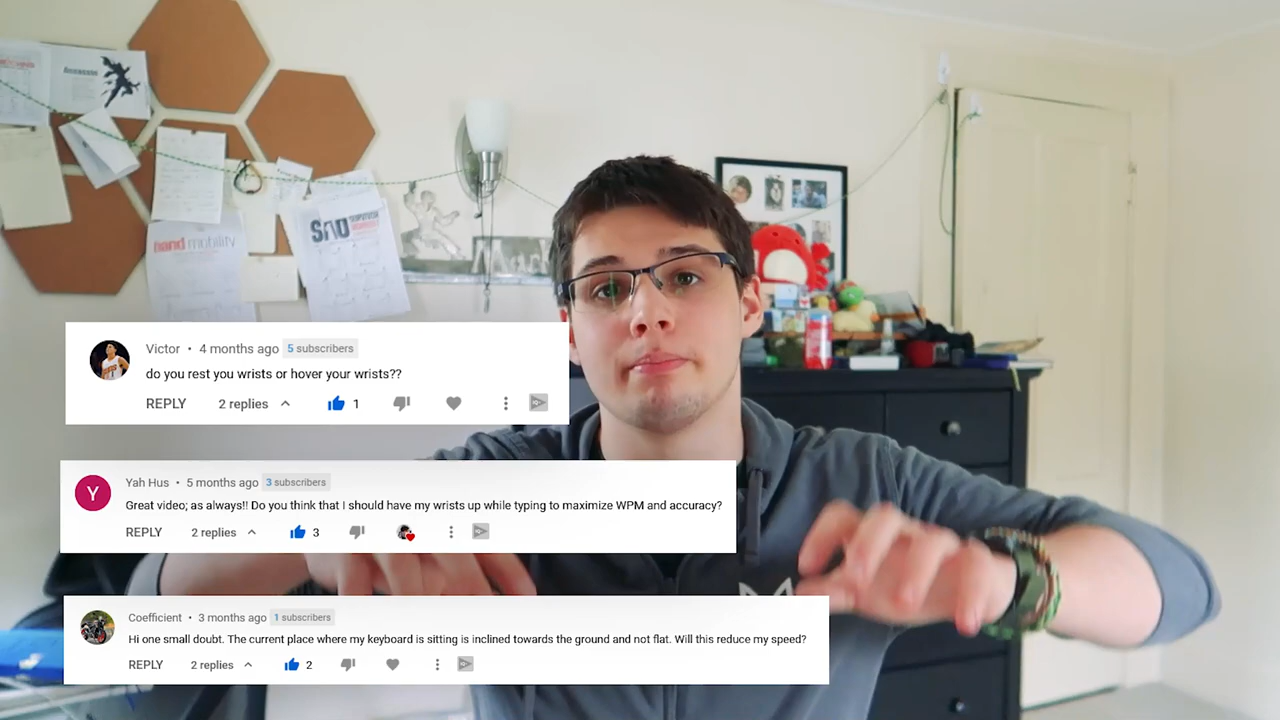 Assassin
hand mobility
Victor • 4 months ago 5 subscribers
do you rest you wrists or hover your wrists??
REPLY 2 replies 1
Y
Yah Hus • 5 months ago 3 subscribers
Great video; as always!! Do you think that I should have my wrists up while typing to maximize WPM and accuracy?
REPLY 2 replies 3
Coefficient • 3 months ago 1 subscribers
Hi one small doubt. The current place where my keyboard is sitting is inclined towards the ground and not flat. Will this reduce my speed?
REPLY 2 replies 2